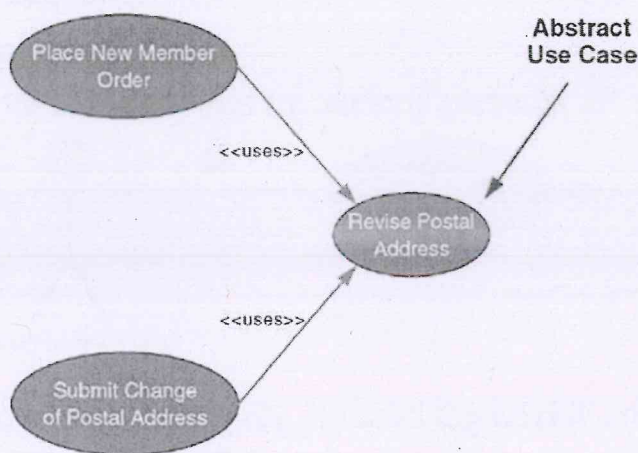 Place New Member
Order
Abstract
Use Case
<<uses>>
Revise Postal
Address
<<uses>>
Submit Change
of Postal Address